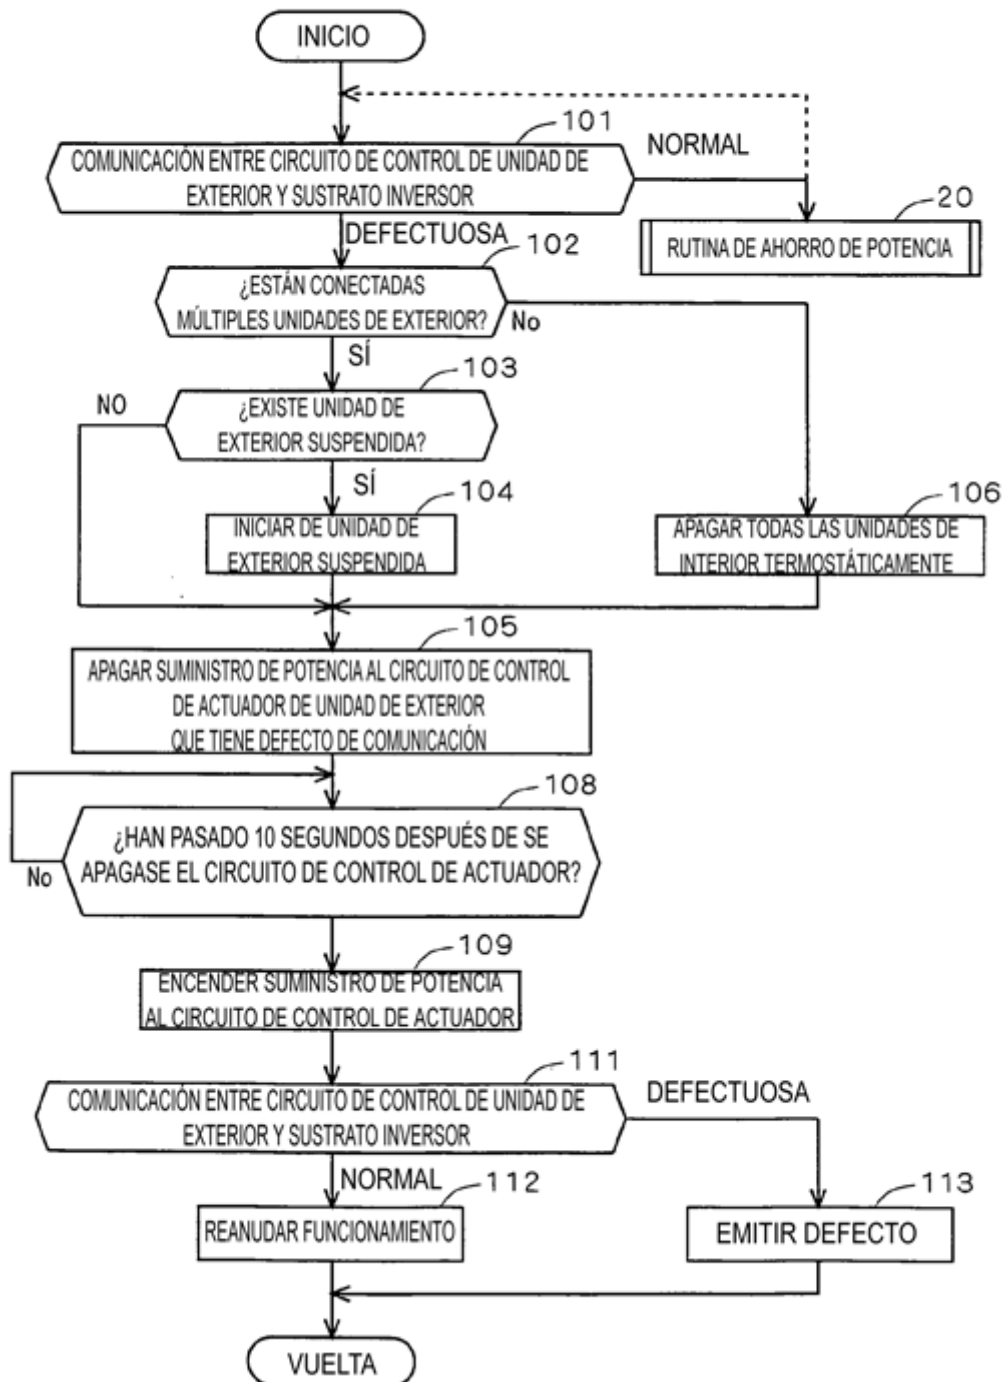 INICIO
101
COMUNICACIÓN ENTRE CIRCUITO DE CONTROL DE UNIDAD DE
EXTERIOR Y SUSTRATO INVERSOR
NORMAL
20
RUTINA DE AHORRO DE POTENCIA
DEFECTUOSA
102
¿ESTÁN CONECTADAS
MÚLTIPLES UNIDADES DE EXTERIOR?
No
SÍ
103
NO
¿EXISTE UNIDAD DE
EXTERIOR SUSPENDIDA?
SÍ
104
INICIAR DE UNIDAD DE
EXTERIOR SUSPENDIDA
106
APAGAR TODAS LAS UNIDADES DE
INTERIOR TERMOSTÁTICAMENTE
105
APAGAR SUMINISTRO DE POTENCIA AL CIRCUITO DE CONTROL
DE ACTUADOR DE UNIDAD DE EXTERIOR
QUE TIENE DEFECTO DE COMUNICACIÓN
108
¿HAN PASADO 10 SEGUNDOS DESPUÉS DE SE
APAGASE EL CIRCUITO DE CONTROL DE ACTUADOR?
No
109
ENCENDER SUMINISTRO DE POTENCIA
AL CIRCUITO DE CONTROL DE ACTUADOR
111
COMUNICACIÓN ENTRE CIRCUITO DE CONTROL DE UNIDAD DE
EXTERIOR Y SUSTRATO INVERSOR
DEFECTUOSA
NORMAL
112
REANUDAR FUNCIONAMIENTO
113
EMITIR DEFECTO
VUELTA